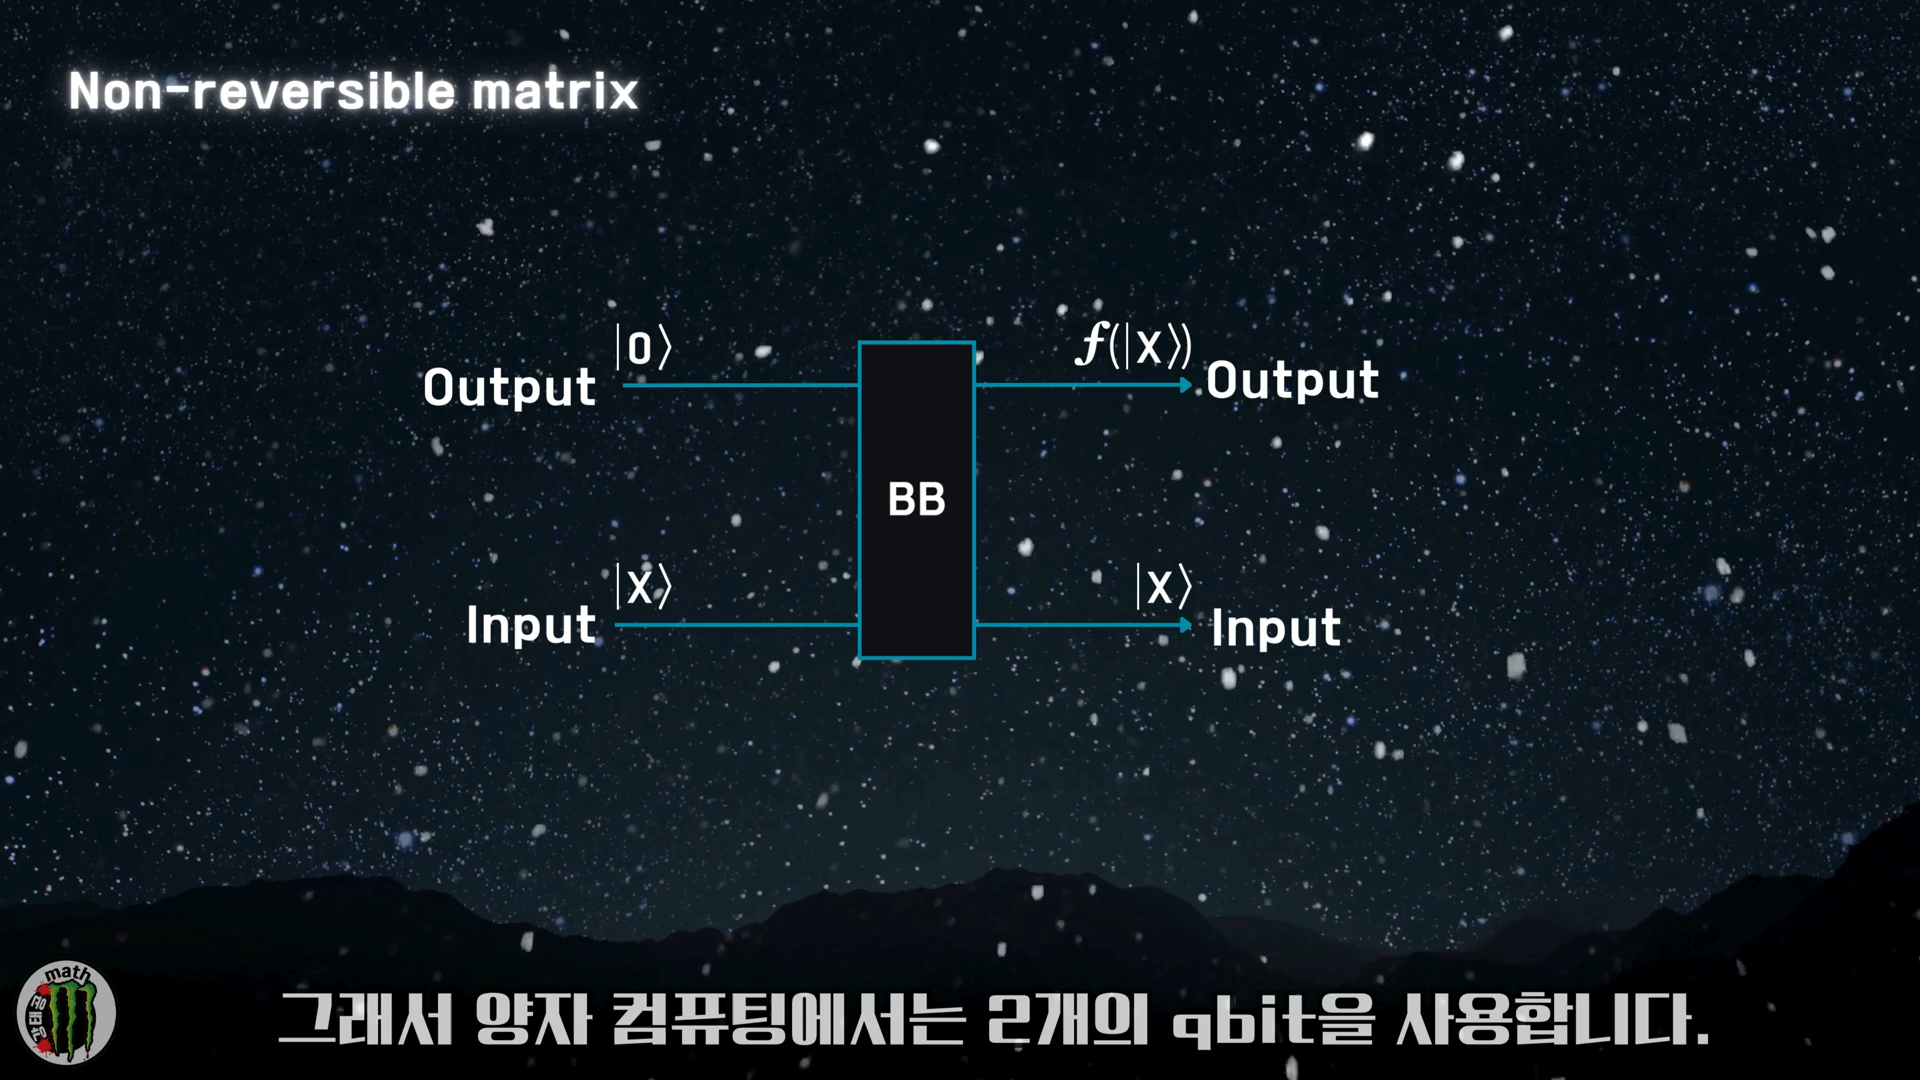 Non-reversible matrix
|0⟩
f(|X⟩)
Output
Output
BB
|X⟩
|X⟩
Input
Input
math
그래서 양자 컴퓨팅에서는 2개의 qbit을 사용합니다.